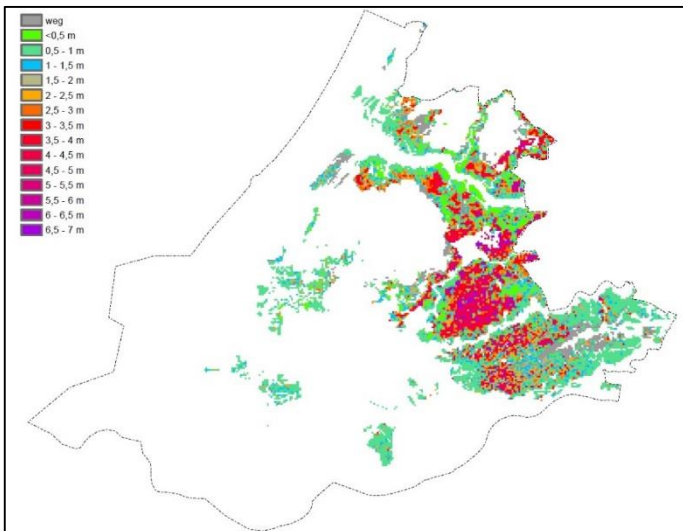 weg
<0,5 m
0,5 - 1 m
1 - 1,5 m
1,5 - 2 m
2 - 2,5 m
2,5 - 3 m
3 - 3,5 m
3,5 - 4 m
4 - 4,5 m
4,5 - 5 m
5 - 5,5 m
5,5 - 6 m
6 - 6,5 m
6,5 - 7 m